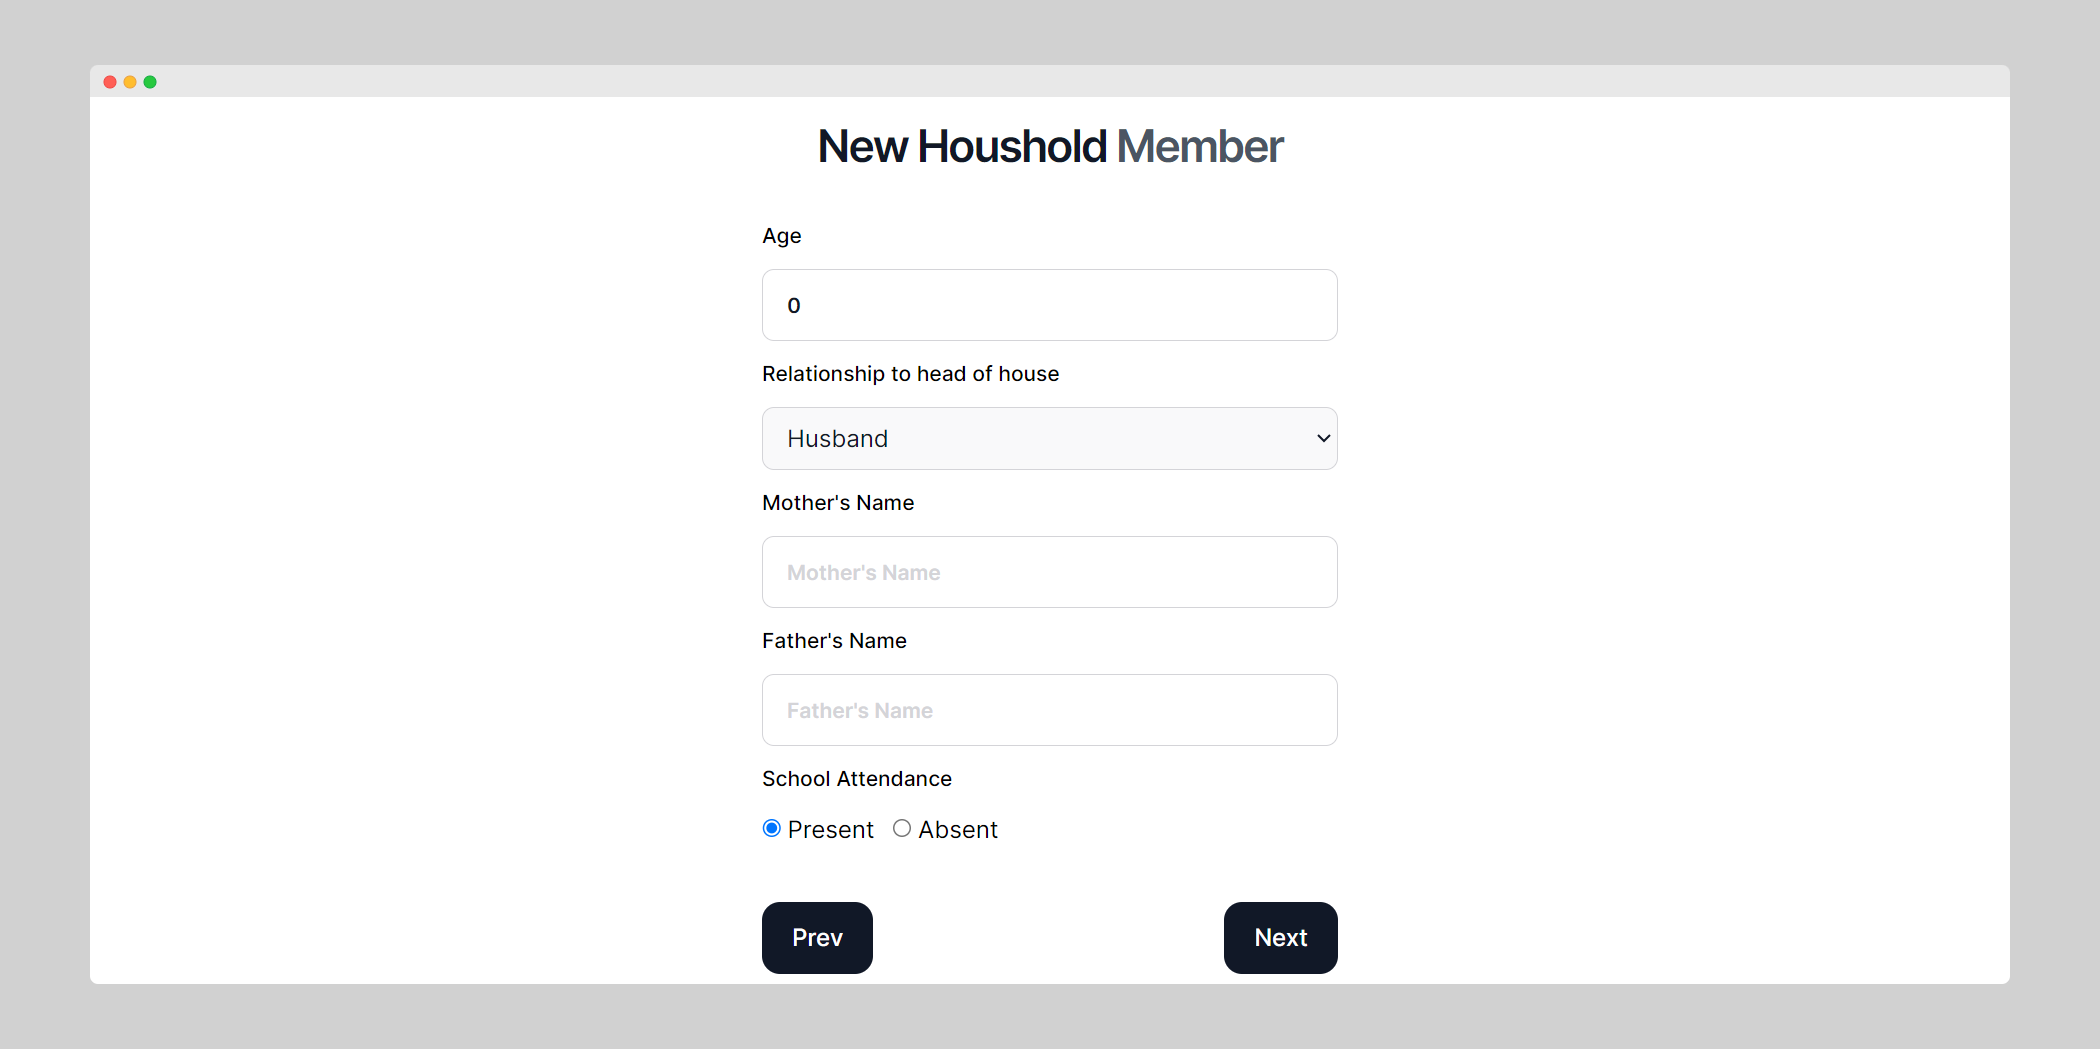 New Houshold Member
Age
0
Relationship to head of house
Husband
Mother's Name
Mother's Name
Father's Name
Father's Name
School Attendance
Present Absent
Prev Next